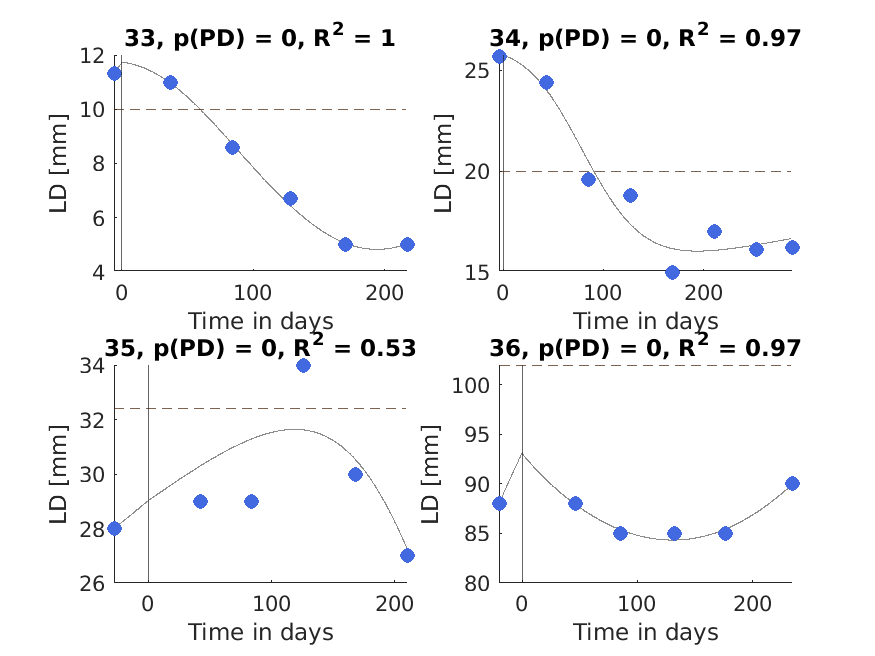 33, p(PD) = 0, R2 = 1
LD [mm]
12
10
8
6
4
0 100 200
Time in days
34, p(PD) = 0, R2 = 0.97
LD [mm]
25
20
15
0 100 200
Time in days
35, p(PD) = 0, R2 = 0.53
LD [mm]
34
32
30
28
26
0 100 200
Time in days
36, p(PD) = 0, R2 = 0.97
LD [mm]
100
95
90
85
80
0 100 200
Time in days